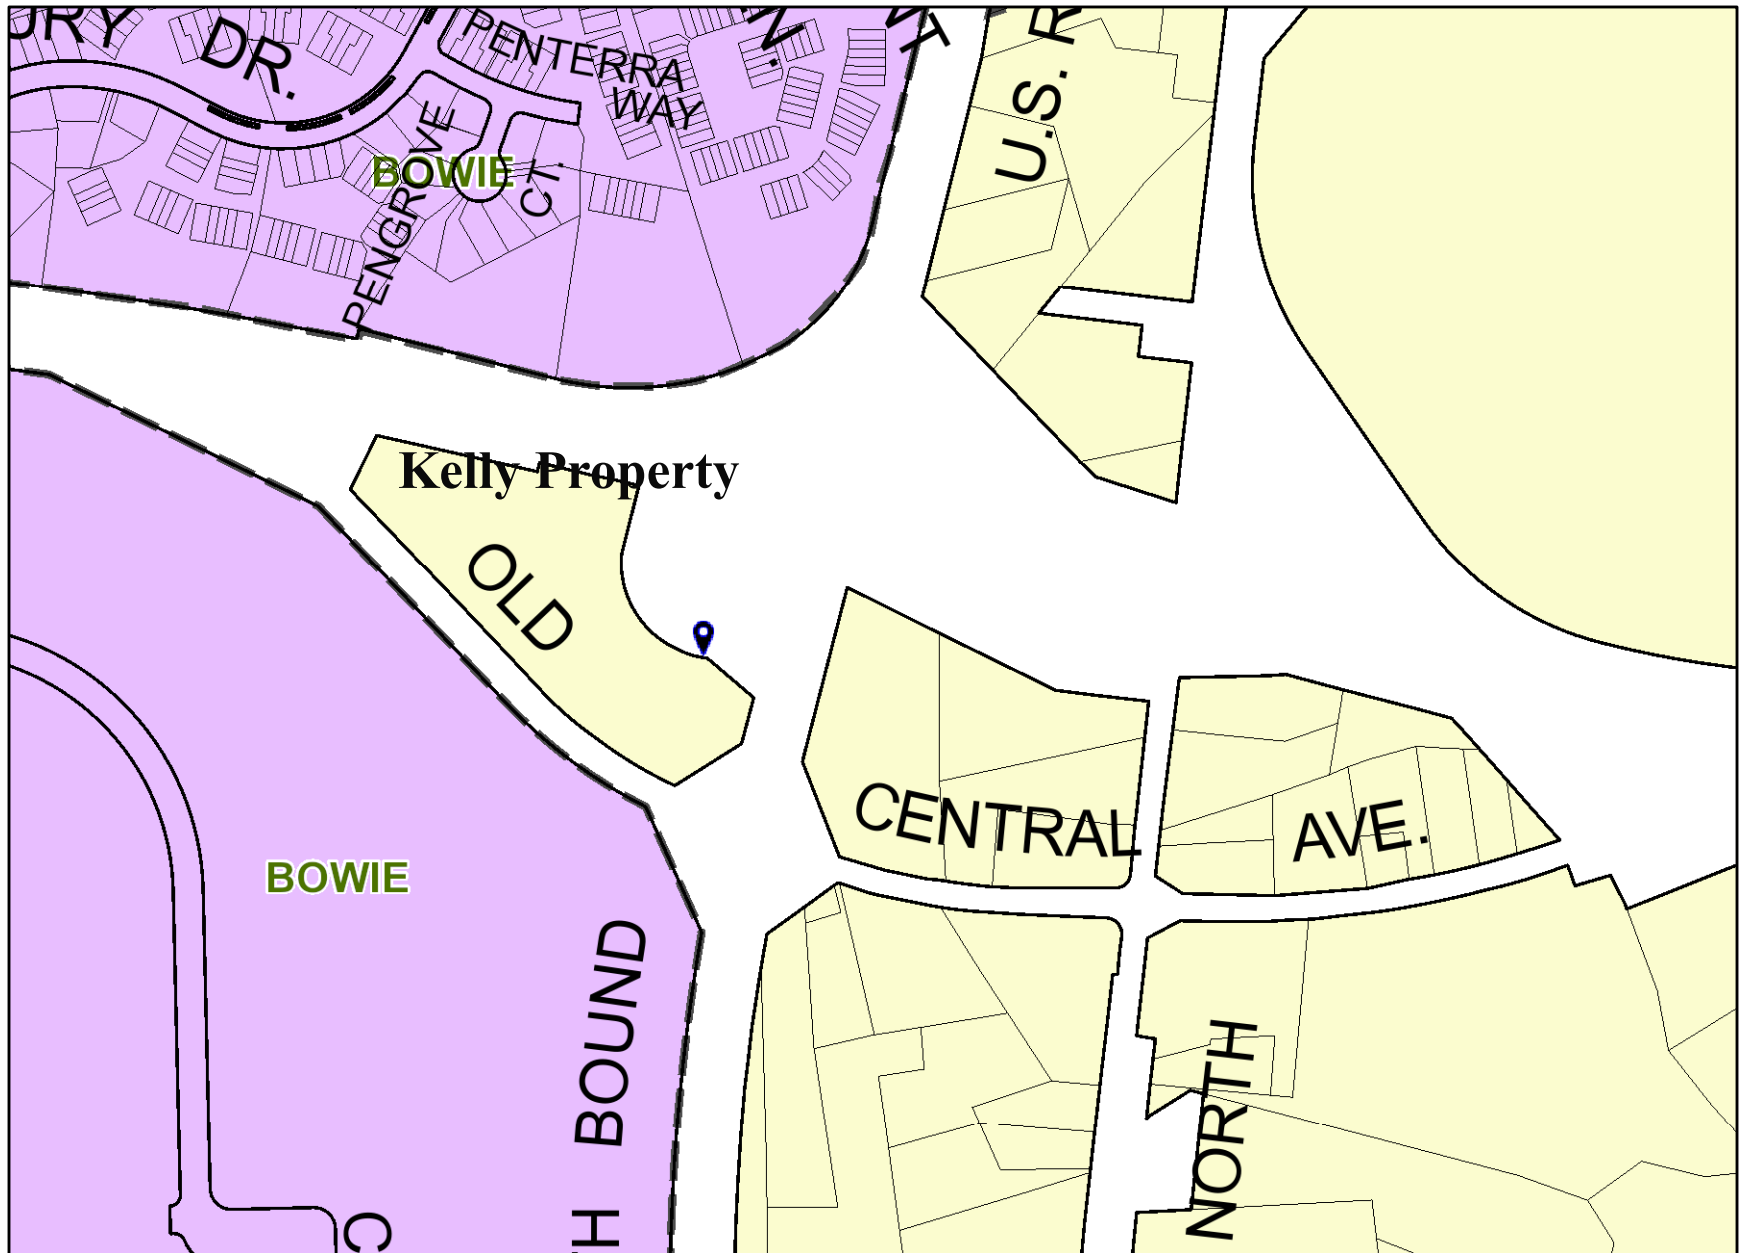 DR.
PENTERRA
WAY
U.S. R
PENGROVE
CT.
BOWIE
Kelly Property
OLD
CENTRAL
AVE.
BOWIE
BOUND
NORTH